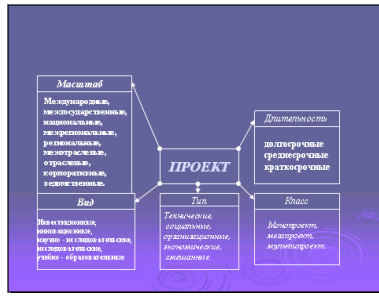 Масштаб
Международные,
межгосударственные,
национальные,
межрегиональные,
региональные,
межотраслевые,
отраслевые,
корпоративные,
ведомственные.
Длительность
долгосрочные
среднесрочные
краткосрочные
ПРОЕКТ
Вид
Инвестиционные,
инновационные,
научно - исследовательские,
исследовательские,
учебно - образовательные
Тип
Технические,
социальные,
организационные,
экономические,
смешанные
Класс
Монопроект,
мегапроект,
мультипроект.